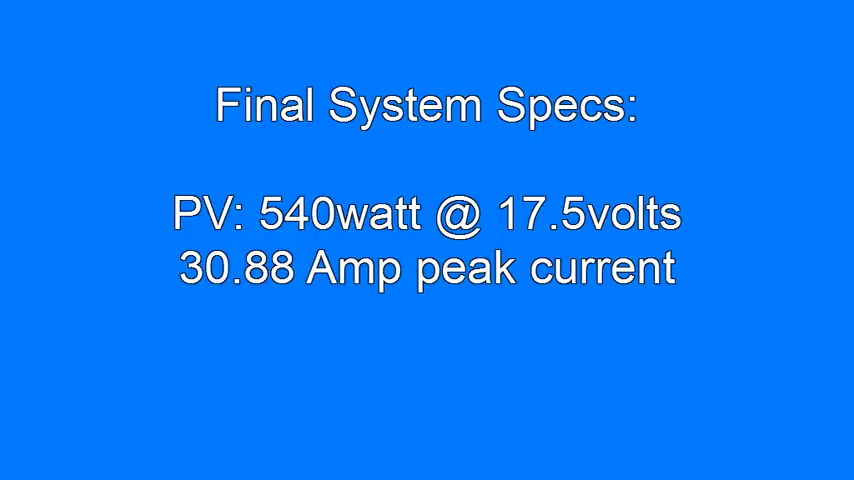 Final System Specs:
PV: 540watt @ 17.5volts
30.88 Amp peak current